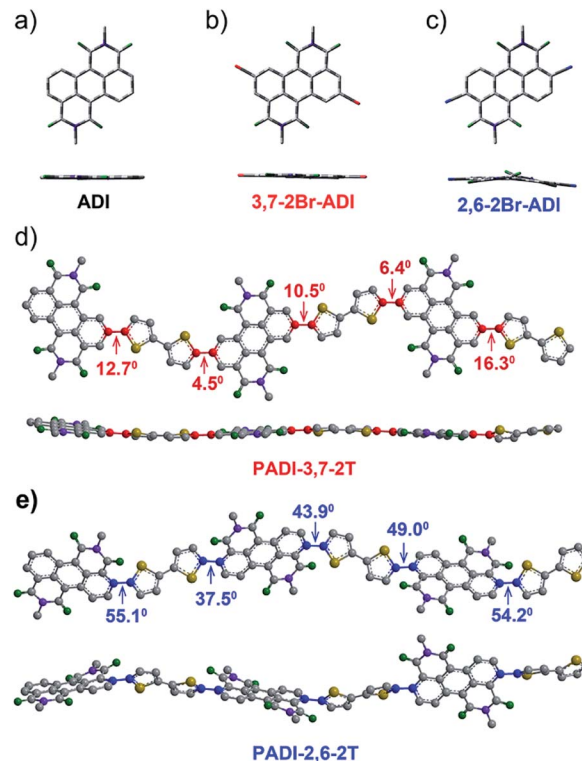 a)
b)
c)
ADI
3,7-2Br-ADI
2,6-2Br-ADI
d)
6.4⁰
10.5⁰
12.7⁰
4.5⁰
16.3⁰
PADI-3,7-2T
e)
43.9⁰
49.0⁰
55.1⁰
37.5⁰
54.2⁰
PADI-2,6-2T